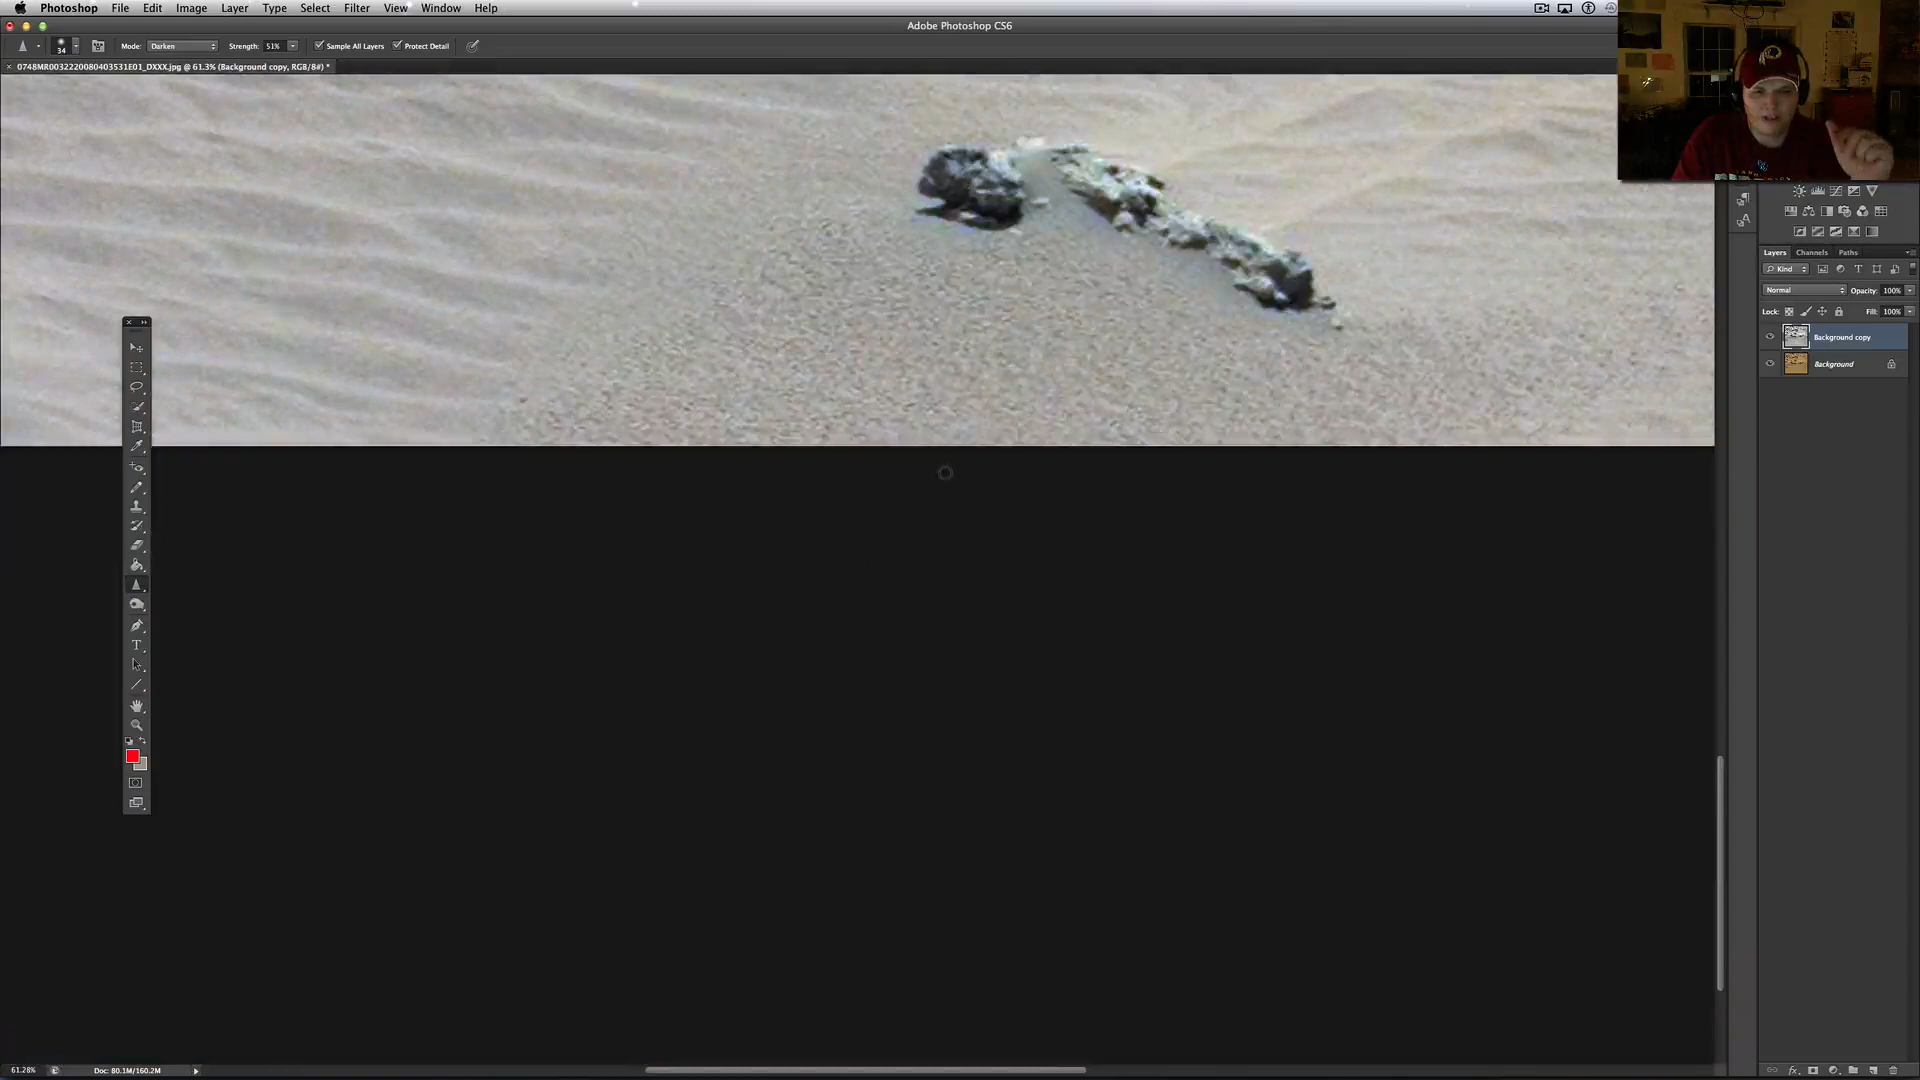 Photoshop File Edit Image Layer Type Select Filter View Window Help
Adobe Photoshop CS6
34 Mode: Darken Strength: 51% Sample All Layers Protect Detail
0748MR0032220080403531E01_DXXX.jpg @ 61.3% (Background copy, RGB/8#) *
Layers Channels Paths
Kind
Normal Opacity: 100%
Lock: Fill: 100%
Background copy
Background
61.28% Doc: 80.1M/160.2M